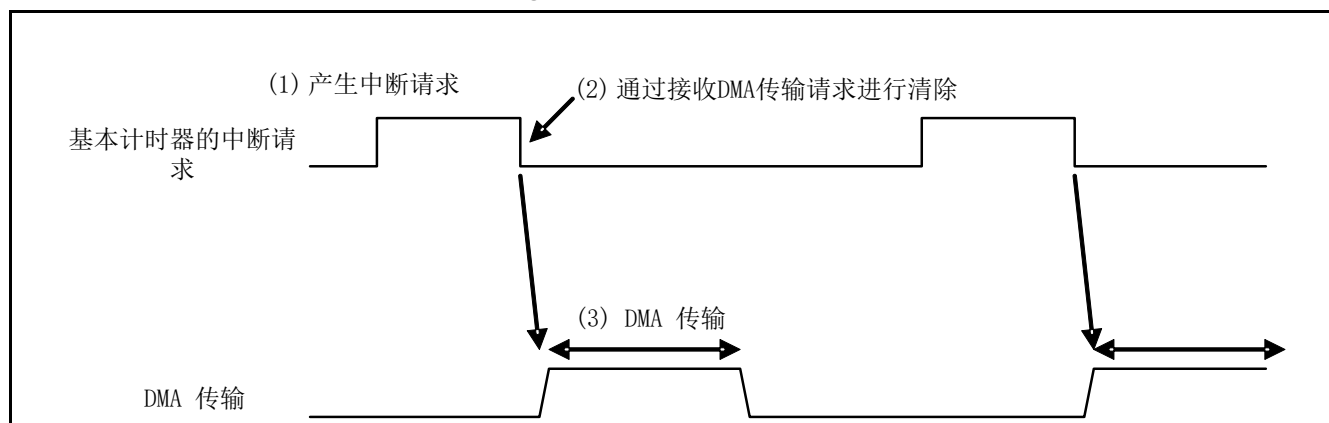 (1) 产生中断请求
(2) 通过接收DMA传输请求进行清除
基本计时器的中断请
求
(3) DMA 传输
DMA 传输